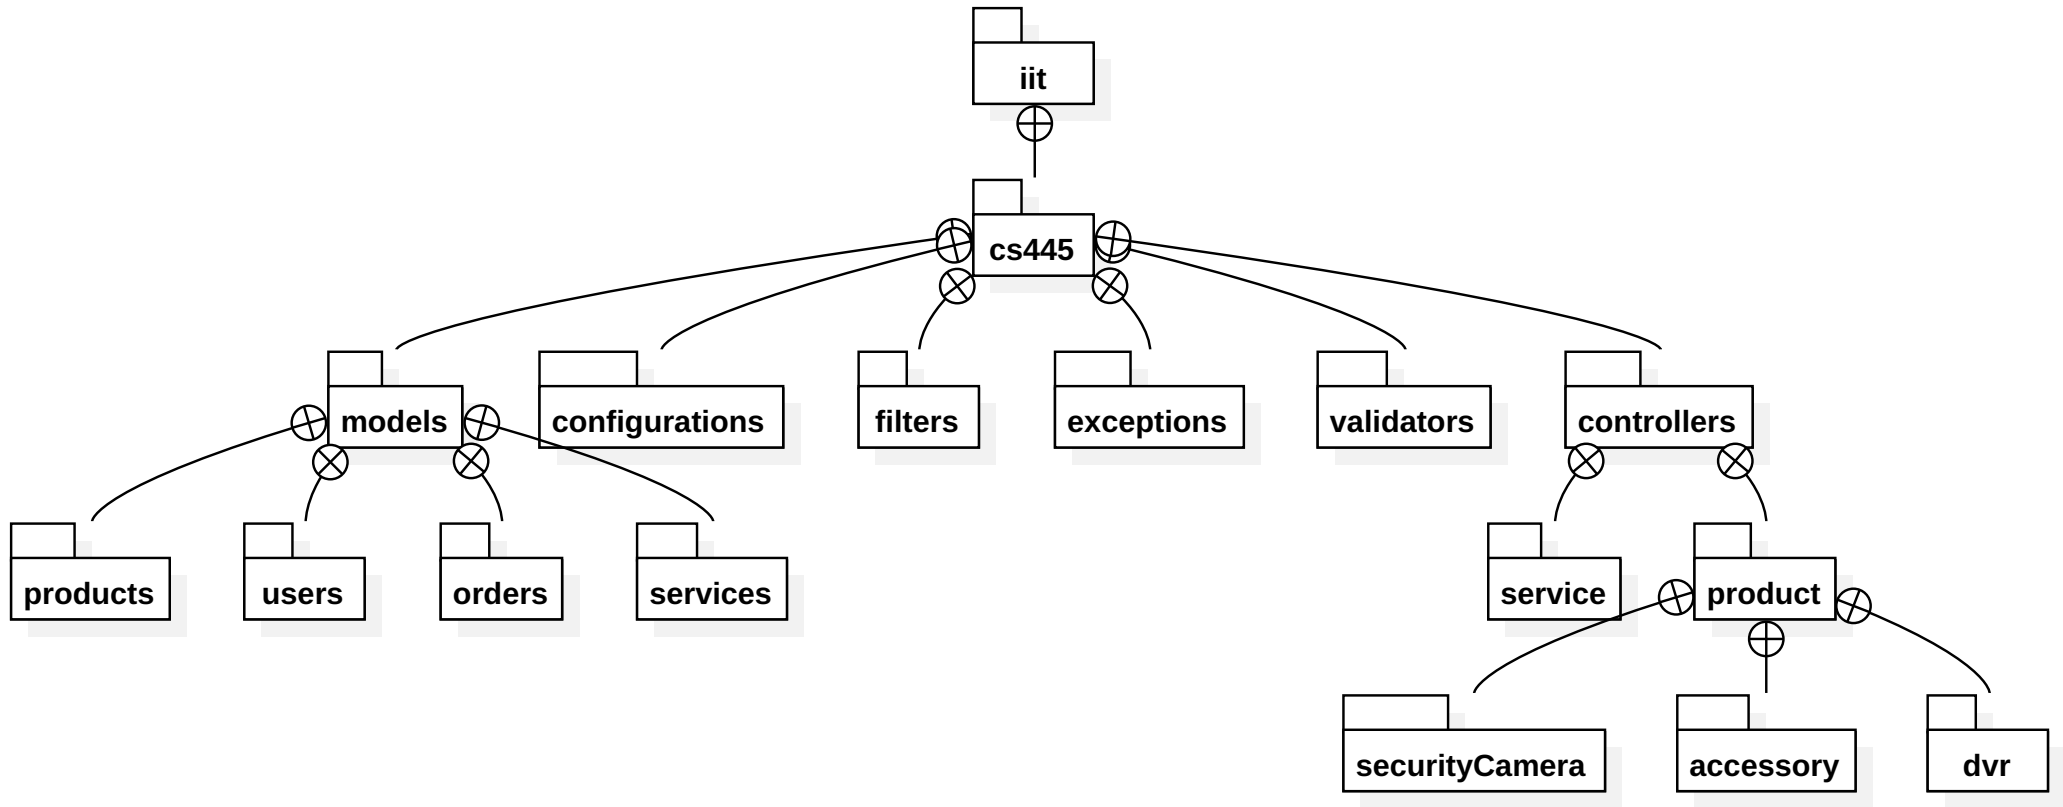 iit
cs445
models
configurations
filters
exceptions
validators
controllers
products
users
orders
services
service
product
securityCamera
accessory
dvr